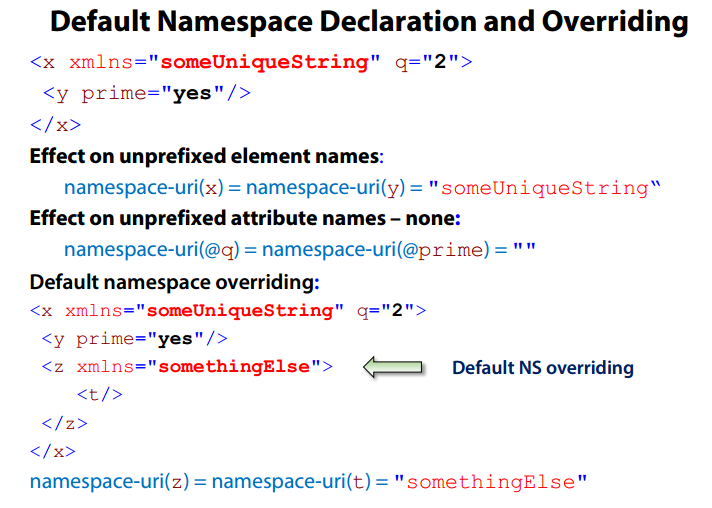 Default Namespace Declaration and Overriding
<x xmlns="someUniqueString" q="2">
<y prime="yes"/>
</x>
Effect on unprefixed element names:
namespace-uri(x) = namespace-uri(y) = "someUniqueString“
Effect on unprefixed attribute names – none:
namespace-uri(@q) = namespace-uri(@prime) = ""
Default namespace overriding:
<x xmlns="someUniqueString" q="2">
<y prime="yes"/>
<z xmlns="somethingElse"> Default NS overriding
<t/>
</z>
</x>
namespace-uri(z) = namespace-uri(t) = "somethingElse"